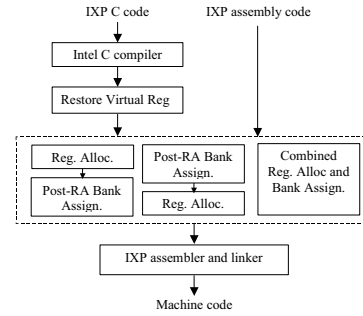 IXP C code
IXP assembly code
Intel C compiler
Restore Virtual Reg
Reg. Alloc.
Post-RA Bank
Assign.
Post-RA Bank
Assign.
Reg. Alloc.
Combined
Reg. Alloc and
Bank Assign.
IXP assembler and linker
Machine code